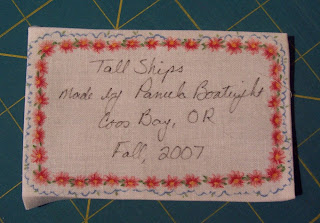 Tall Ships
Made by Pamela Boatright
Coos Bay, OR
Fall, 2007